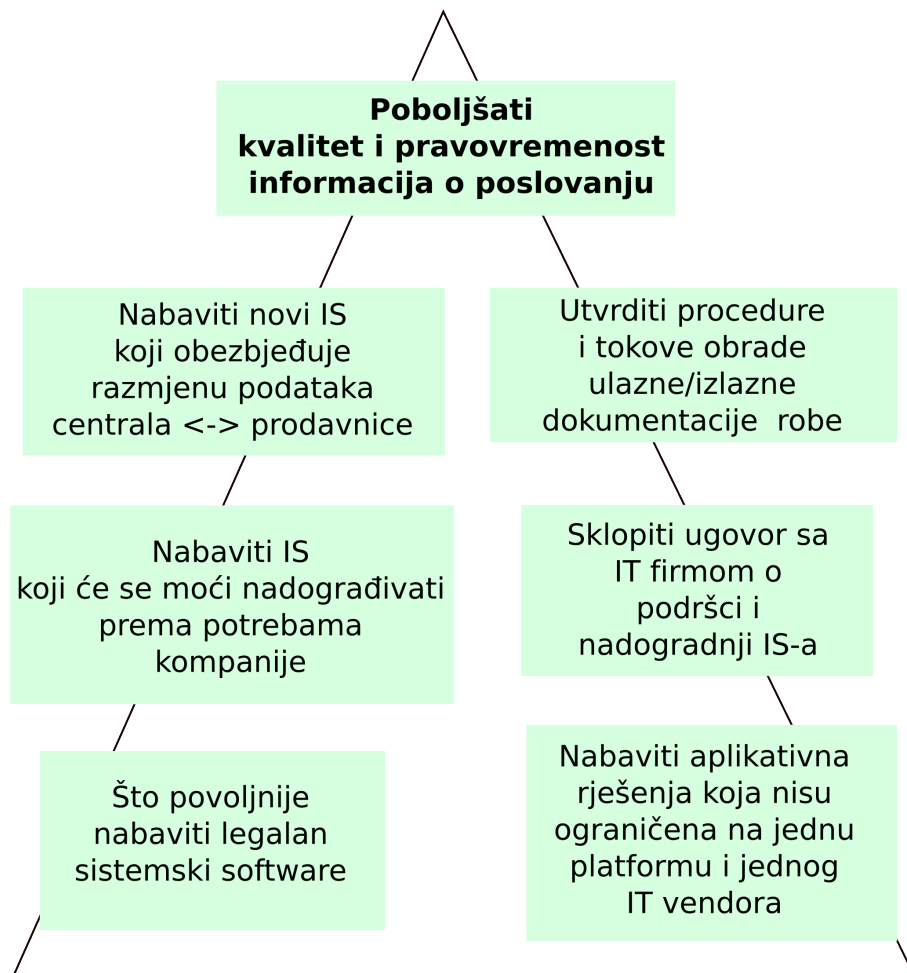 Poboljšati
kvalitet i pravovremenost
informacija o poslovanju
Nabaviti novi IS
koji obezbjeđuje
razmjenu podataka
centrala <-> prodavnice
Utvrditi procedure
i tokove obrade
ulazne/izlazne
dokumentacije  robe
Nabaviti IS
koji će se moći nadograđivati
prema potrebama
kompanije
Sklopiti ugovor sa
IT firmom o
podršci i
nadogradnji IS-a
Što povoljnije
nabaviti legalan
sistemski software
Nabaviti aplikativna
rješenja koja nisu
ograničena na jednu
platformu i jednog
IT vendora